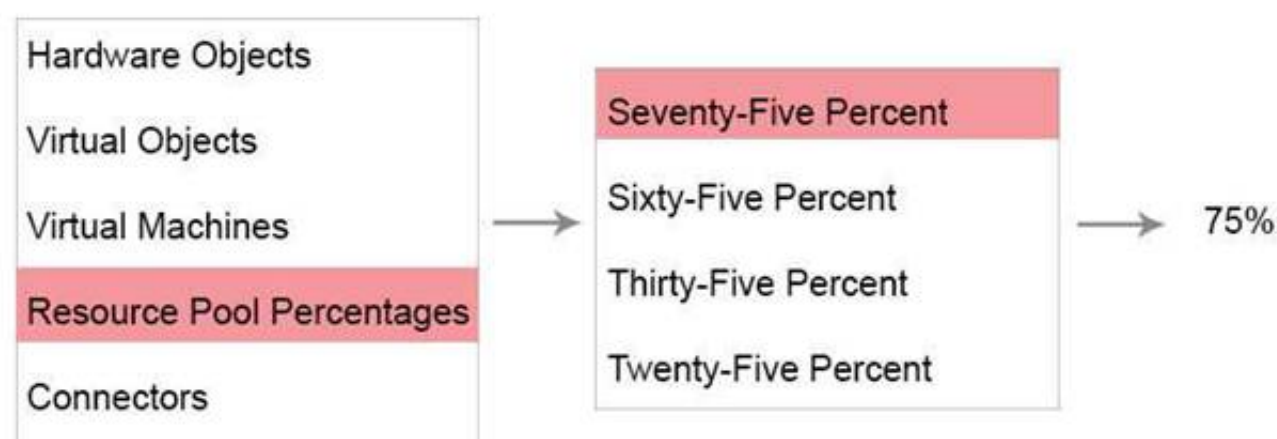 Hardware Objects
Virtual Objects
Virtual Machines
Resource Pool Percentages
Connectors
Seventy-Five Percent
Sixty-Five Percent
Thirty-Five Percent
Twenty-Five Percent
75%